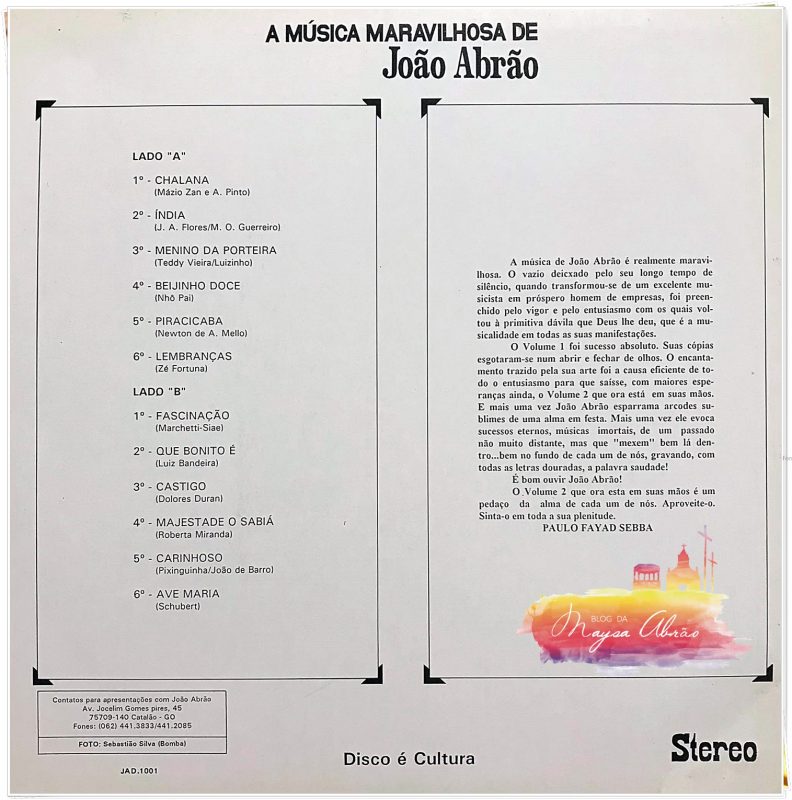 A MÚSICA MARAVILHOSA DE
João Abrão
LADO "A"
1º - CHALANA
(Mázio Zan e A. Pinto)
2º - ÍNDIA
(J. A. Flores/M. O. Guerreiro)
3º - MENINO DA PORTEIRA
(Teddy Vieira/Luizinho)
4º - BEIJINHO DOCE
(Nhô Pai)
5º - PIRACICABA
(Newton de A. Mello)
6º - LEMBRANÇAS
(Zé Fortuna)
LADO "B"
1º - FASCINAÇÃO
(Marchetti-Siae)
2º - QUE BONITO É
(Luiz Bandeira)
3º - CASTIGO
(Dolores Duran)
4º - MAJESTADE O SABIÁ
(Roberta Miranda)
5º - CARINHOSO
(Pixinguinha/João de Barro)
6º - AVE MARIA
(Schubert)
A música de João Abrão é realmente maravi-
lhosa. O vazio deicxado pelo seu longo tempo de
silêncio, quando transformou-se de um excelente mu-
sicista em próspero homem de empresas, foi preen-
chido pelo vigor e pelo entusiasmo com os quais vol-
tou à primitiva dávila que Deus lhe deu, que é a mu-
sicalidade em todas as suas manifestações.
O Volume 1 foi sucesso absoluto. Suas cópias
esgotaram-se num abrir e fechar de olhos. O encanta-
mento trazido pela sua arte foi a causa eficiente de to-
do o entusiasmo para que saísse, com maiores espe-
ranças ainda, o Volume 2 que ora está em suas mãos.
E mais uma vez João Abrão esparrama arcodes su-
blimes de uma alma em festa. Mais uma vez ele evoca
sucessos eternos, músicas imortais, de um passado
não muito distante, mas que "mexem" bem lá den-
tro...bem no fundo de cada um de nós, gravando, com
todas as letras douradas, a palavra saudade!
É bom ouvir João Abrão!
O Volume 2 que ora esta em suas mãos é um
pedaço da alma de cada um de nós. Aproveite-o.
Sinta-o em toda a sua plenitude.
PAULO FAYAD SEBBA
BLOG DA
Maysa Abrão
Contatos para apresentações com João Abrão
Av. Jocelim Gomes pires, 45
75709-140 Catalão - GO
Fones: (062) 441.3833/441.2085
FOTO: Sebastião Silva (Bomba)
JAD.1001
Disco é Cultura
Stereo